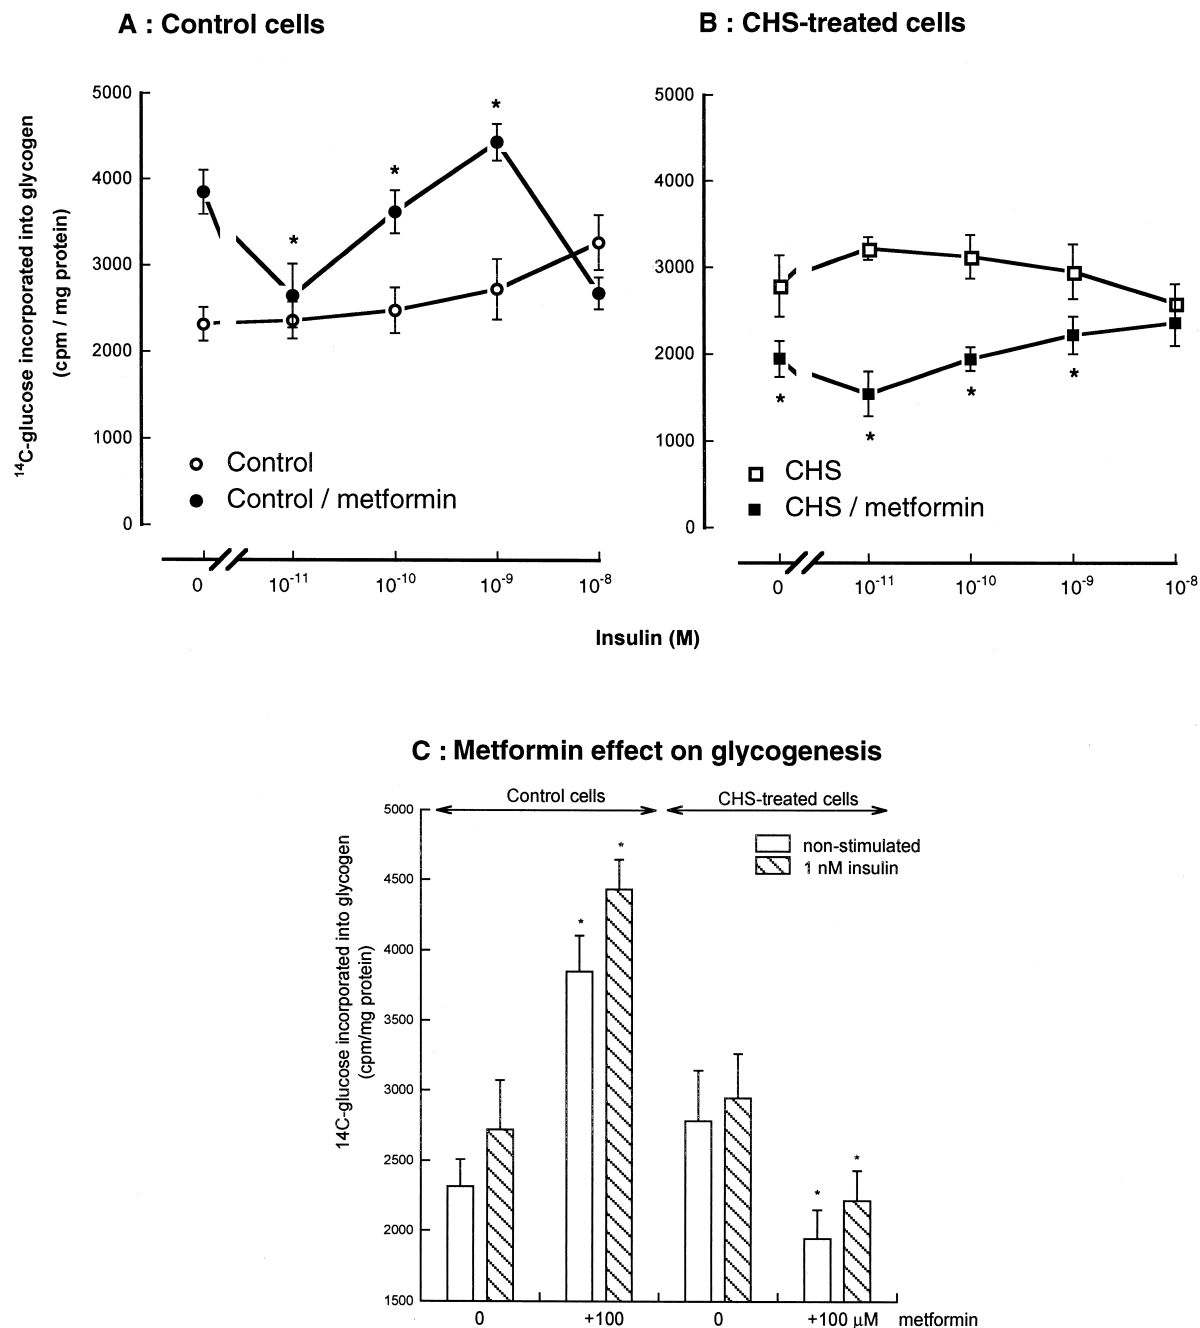 A : Control cells
B : CHS-treated cells
¹⁴C-glucose incorporated into glycogen
(cpm / mg protein)
5000
4000
3000
2000
1000
0
*
*
*
Control
Control / metformin
0
10⁻¹¹
10⁻¹⁰
10⁻⁹
10⁻⁸
5000
4000
3000
2000
1000
0
*
*
*
*
CHS
CHS / metformin
0
10⁻¹¹
10⁻¹⁰
10⁻⁹
10⁻⁸
Insulin (M)
C : Metformin effect on glycogenesis
Control cells
CHS-treated cells
non-stimulated
1 nM insulin
14C-glucose incorporated into glycogen
(cpm/mg protein)
5000
4500
4000
3500
3000
2500
2000
1500
*
*
*
*
0
+100
0
+100 µM
metformin